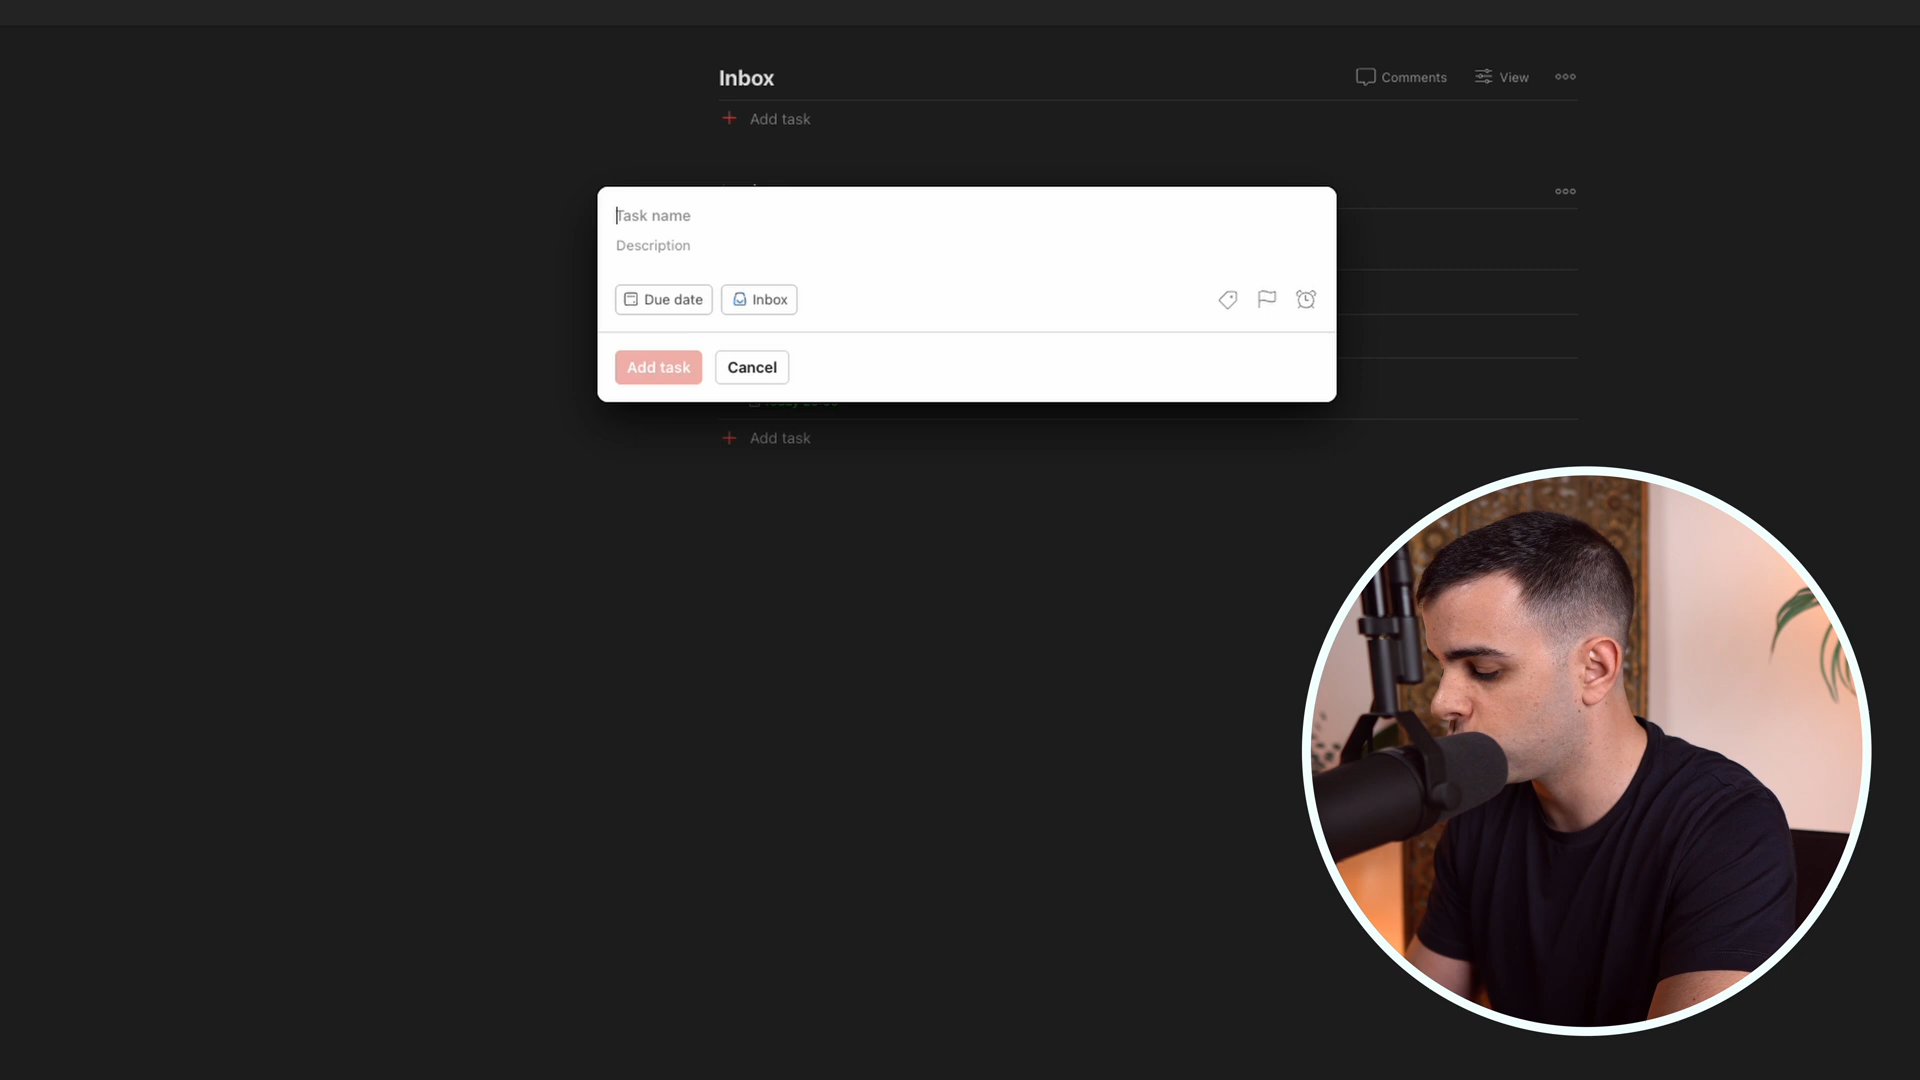 Inbox
Comments
View
Add task
Task name
Description
Due date
Inbox
Add task
Cancel
Add task